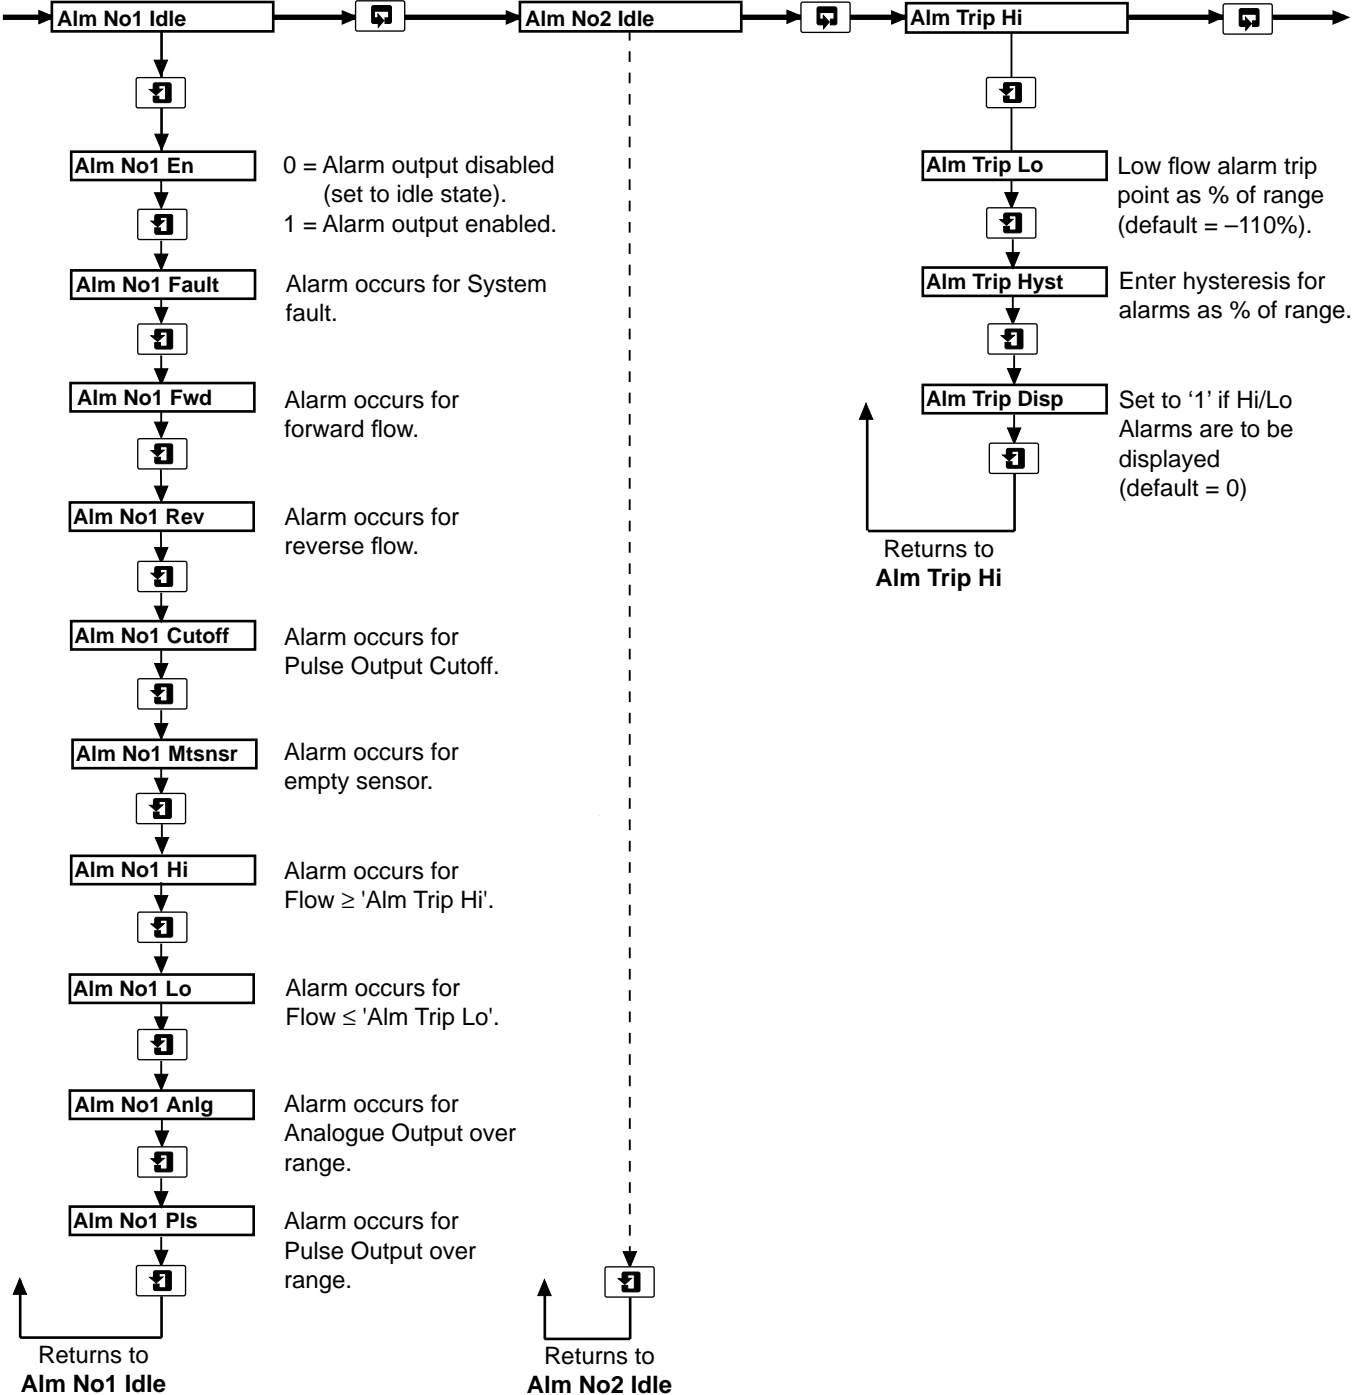 Alm No1 Idle
Alm No2 Idle
Alm Trip Hi
Alm No1 En
0 = Alarm output disabled
(set to idle state).
1 = Alarm output enabled.
Alm No1 Fault
Alarm occurs for System
fault.
Alm No1 Fwd
Alarm occurs for
forward flow.
Alm No1 Rev
Alarm occurs for
reverse flow.
Alm No1 Cutoff
Alarm occurs for
Pulse Output Cutoff.
Alm No1 Mtsnsr
Alarm occurs for
empty sensor.
Alm No1 Hi
Alarm occurs for
Flow ≥ 'Alm Trip Hi'.
Alm No1 Lo
Alarm occurs for
Flow ≤ 'Alm Trip Lo'.
Alm No1 Anlg
Alarm occurs for
Analogue Output over
range.
Alm No1 Pls
Alarm occurs for
Pulse Output over
range.
Returns to
Alm No1 Idle
Returns to
Alm No2 Idle
Alm Trip Lo
Low flow alarm trip
point as % of range
(default = –110%).
Alm Trip Hyst
Enter hysteresis for
alarms as % of range.
Alm Trip Disp
Set to ‘1’ if Hi/Lo
Alarms are to be
displayed
(default = 0)
Returns to
Alm Trip Hi